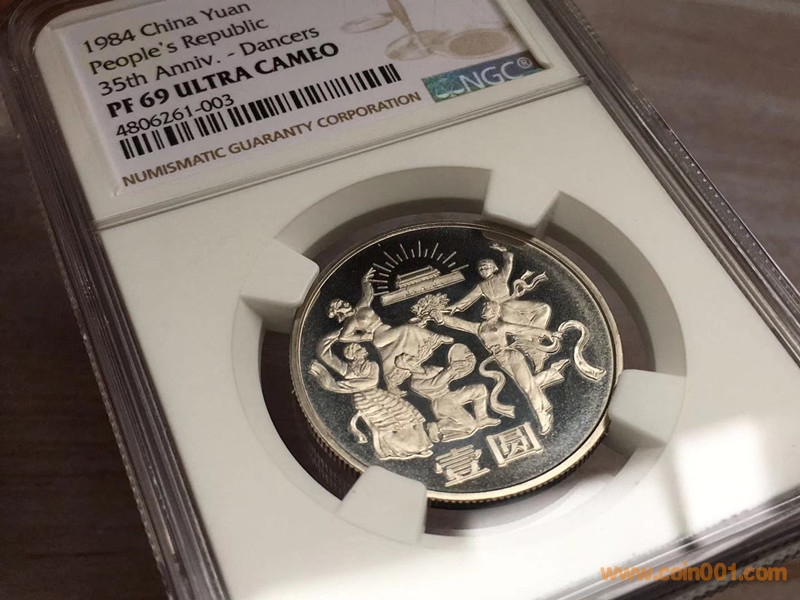 1984 China Yuan
People's Republic
35th Anniv. - Dancers
PF 69 ULTRA CAMEO
4806261-003
NUMISMATIC GUARANTY CORPORATION
NGC®
壹圆
www.coin001.com